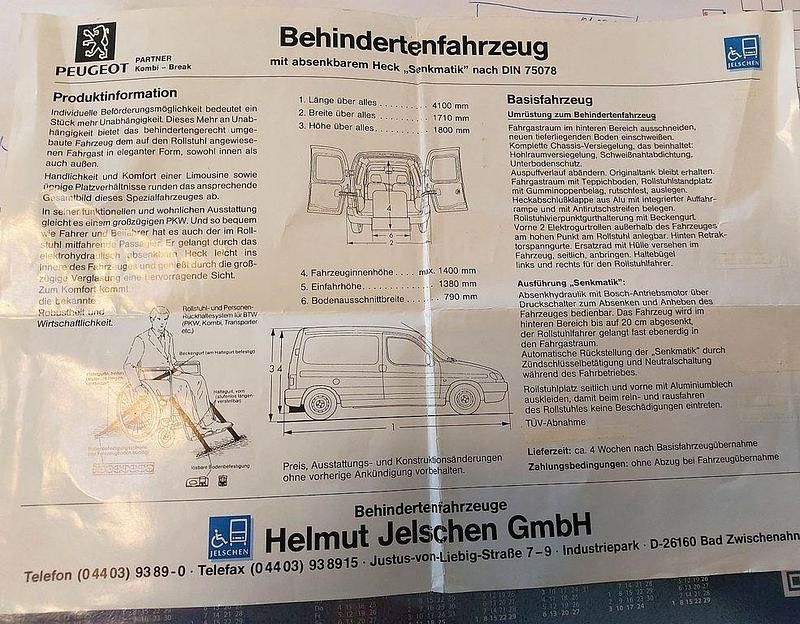 PEUGEOT
PARTNER
Kombi – Break
Behindertenfahrzeug
mit absenkbarem Heck „Senkmatik" nach DIN 75078
JELSCHEN
Produktinformation
Individuelle Beförderungsmöglichkeit bedeutet ein
Stück mehr Unabhängigkeit. Dieses Mehr an Unab-
hängigkeit bietet das behindertengerecht umge-
baute Fahrzeug dem auf den Rollstuhl angewiese-
nen Fahrgast in eleganter Form, sowohl innen als
auch außen.
Handlichkeit und Komfort einer Limousine sowie
üppige Platzverhältnisse runden das ansprechende
Gesamtbild dieses Spezialfahrzeuges ab.
In seiner funktionellen und wohnlichen Ausstattung
gleicht es einem großzügigen PKW. Und so bequem
wie Fahrer und Beifahrer hat es auch der im Roll-
stuhl mitfahrende Passagier. Er gelangt durch das
elektrohydraulisch absenkbare Heck leicht ins
Innere des Fahrzeuges und genießt durch die groß-
zügige Verglasung eine hervorragende Sicht.
Zum Komfort kommt
die bekannte
Robustheit und
Wirtschaftlichkeit.
Rollstuhl- und Personen-
Rückhaltesystem für BTW
(PKW, Kombi, Transporter
etc.)
Beckengurt (am Haltegurt befestigt)
Haltegurte, hinten
Haltegurt, vorn
(stufenlos längen-
verstellbar)
lösbare Bodenbefestigung
1. Länge über alles . . . . . . . . . 4100 mm
2. Breite über alles . . . . . . . . . 1710 mm
3. Höhe über alles . . . . . . . . . 1800 mm
4
2
4. Fahrzeuginnenhöhe . . . . max. 1400 mm
5. Einfahrhöhe . . . . . . . . . 1380 mm
6. Bodenausschnittbreite . . . . . 790 mm
3 4
1
Preis, Ausstattungs- und Konstruktionsänderungen
ohne vorherige Ankündigung vorbehalten.
Basisfahrzeug
Umrüstung zum Behindertenfahrzeug
Fahrgastraum im hinteren Bereich ausschneiden,
neuen tieferliegenden Boden einschweißen.
Komplette Chassis-Versiegelung, das beinhaltet:
Hohlraumversieglung, Schweißnahtabdichtung,
Unterbodenschutz.
Auspuffverlauf abändern. Originaltank bleibt erhalten.
Fahrgastraum mit Teppichboden, Rollstuhlstandplatz
mit Gumminoppenbelag, rutschfest, auslegen.
Heckabschlußklappe aus Alu mit integrierter Auffahr-
rampe und mit Antirutschstreifen belegen.
Rollstuhlvierpunktgurthalterung mit Beckengurt.
Vorne 2 Elektrogurtrollen außerhalb des Fahrzeuges
am hohen Punkt am Rollstuhl anlegbar. Hinten Retrak-
torspanngurte. Ersatzrad mit Hülle versehen im
Fahrzeug, seitlich, anbringen. Haltebügel
links und rechts für den Rollstuhlfahrer.
Ausführung „Senkmatik":
Absenkhydraulik mit Bosch-Antriebsmotor über
Druckschalter zum Absenken und Anheben des
Fahrzeuges bedienbar. Das Fahrzeug wird im
hinteren Bereich bis auf 20 cm abgesenkt,
der Rollstuhlfahrer gelangt fast ebenerdig in
den Fahrgastraum.
Automatische Rückstellung der „Senkmatik" durch
Zündschlüsselbetätigung und Neutralschaltung
während des Fahrbetriebes.
Rollstuhlplatz seitlich und vorne mit Aluminiumblech
auskleiden, damit beim rein- und rausfahren
des Rollstuhles keine Beschädigungen eintreten.
TÜV-Abnahme
Lieferzeit: ca. 4 Wochen nach Basisfahrzeugübernahme
Zahlungsbedingungen: ohne Abzug bei Fahrzeugübernahme
JELSCHEN
Behindertenfahrzeuge
Helmut Jelschen GmbH
Telefon (0 44 03) 93 89-0 · Telefax (0 44 03) 93 89 15 · Justus-von-Liebig-Straße 7–9 · Industriepark · D-26160 Bad Zwischenahn